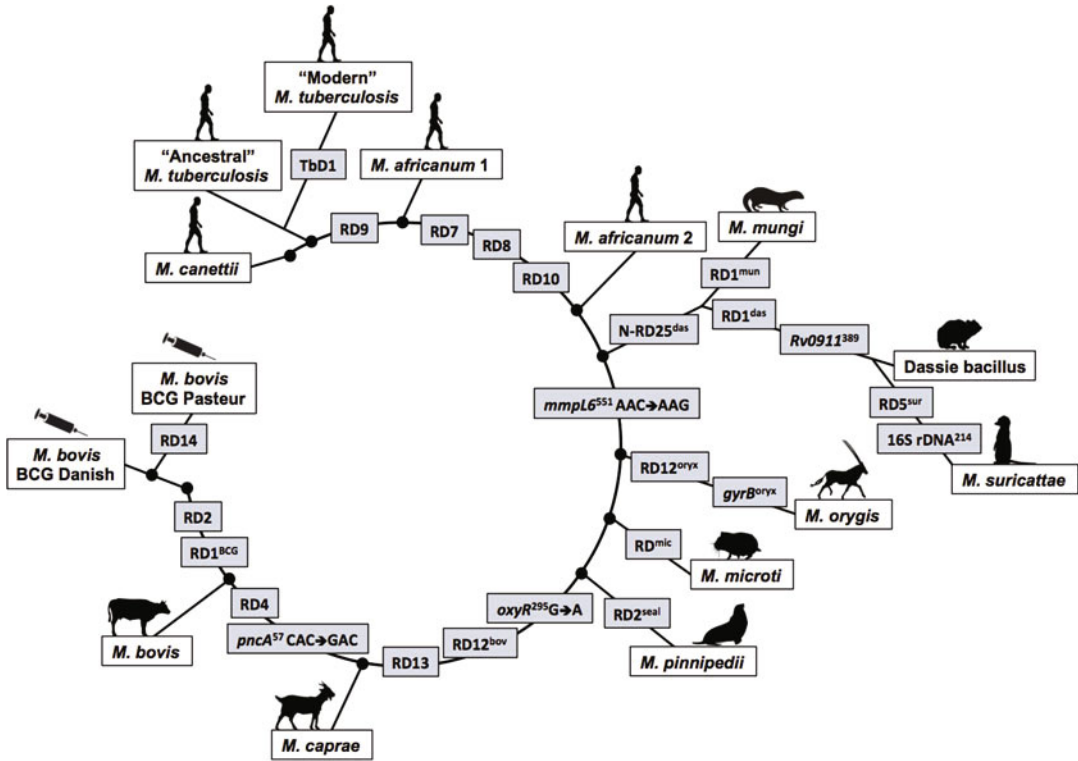 “Modern”
M. tuberculosis
“Ancestral”
M. tuberculosis
TbD1
M. africanum 1
M. canettii
RD9
RD7
RD8
RD10
M. africanum 2
M. mungi
RD1mun
N-RD25das
RD1das
Rv0911389
Dassie bacillus
RD5sur
16S rDNA214
M. suricattae
mmpL6551 AAC→AAG
RD12oryx
gyrBoryx
M. orygis
RDmic
M. microti
oxyR295G→A
RD2seal
M. pinnipedii
RD12bov
RD13
M. caprae
pncA57 CAC→GAC
RD4
M. bovis
RD1BCG
RD2
M. bovis
BCG Pasteur
RD14
M. bovis
BCG Danish